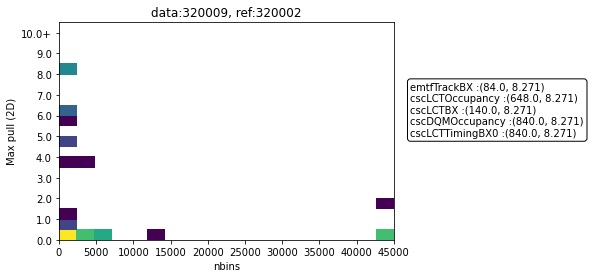 data:320009, ref:320002
10.0+
9.0
8.0
7.0
6.0
5.0
4.0
3.0
2.0
1.0
0.0
Max pull (2D)
0 5000 10000 15000 20000 25000 30000 35000 40000 45000
nbins
emtfTrackBX :(84.0, 8.271)
cscLCTOccupancy :(648.0, 8.271)
cscLCTBX :(140.0, 8.271)
cscDQMOccupancy :(840.0, 8.271)
cscLCTTimingBX0 :(840.0, 8.271)